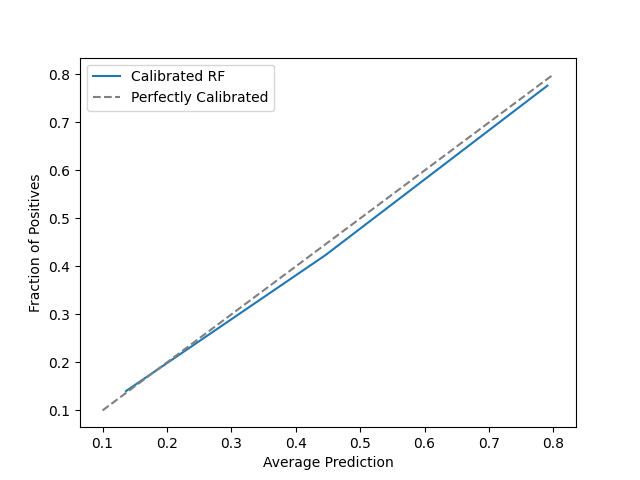 Calibrated RF
Perfectly Calibrated
0.8
0.7
0.6
0.5
0.4
0.3
0.2
0.1
Fraction of Positives
0.1 0.2 0.3 0.4 0.5 0.6 0.7 0.8
Average Prediction